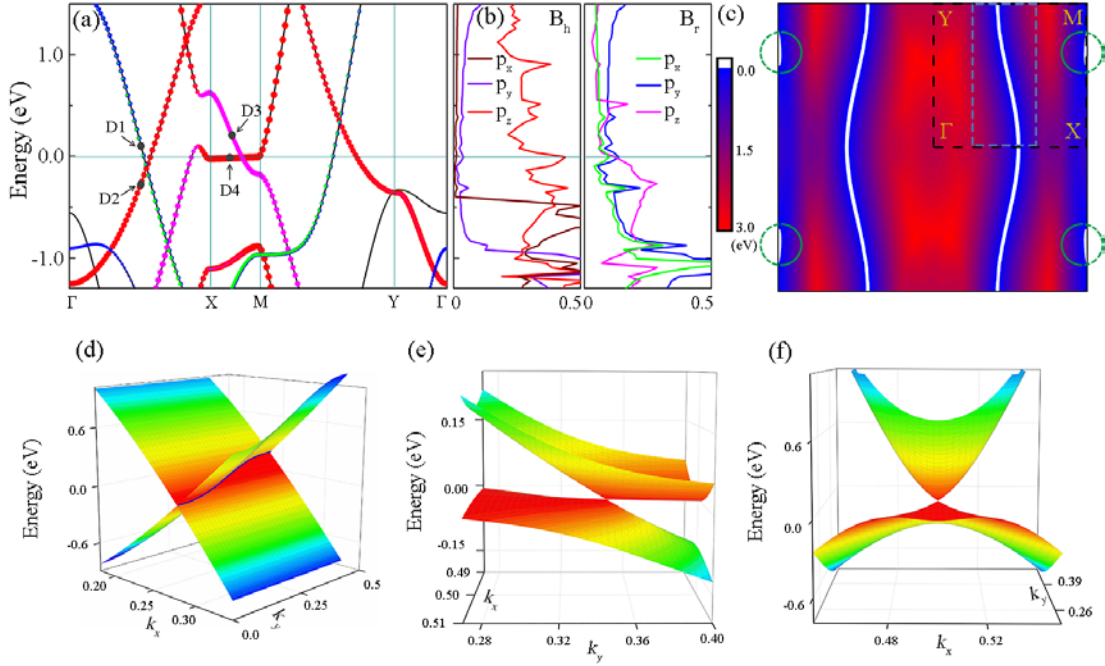 (a)
Energy (eV)
1.0
0.0
-1.0
D1
D2
D3
D4
Γ X M Y Γ
(b)
B_h
p_x
p_y
p_z
0 0.5
B_r
p_x
p_y
p_z
0 0.5
(c)
0.0
1.5
3.0
(eV)
Y M
Γ X
(d)
Energy (eV)
0.6
0.0
-0.6
0.20
0.25
0.30
k_x
0.0
0.5
(e)
Energy (eV)
0.15
0.00
-0.15
0.49
0.50
0.51
k_x
0.28 0.32 0.36 0.40
k_y
(f)
Energy (eV)
0.6
0.0
-0.6
0.48 0.52
k_x
0.39
0.26
k_y